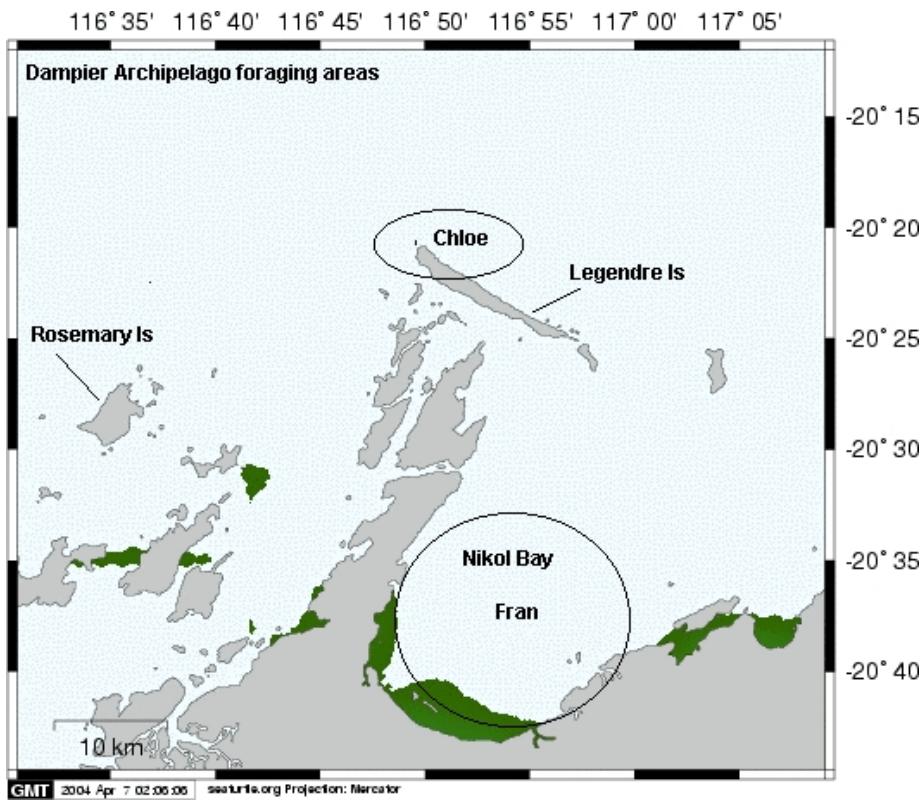 116° 35' 116° 40' 116° 45' 116° 50' 116° 55' 117° 00' 117° 05'
Dampier Archipelago foraging areas
-20° 15'
-20° 20'
Chloe
Legendre Is
Rosemary Is
-20° 25'
-20° 30'
-20° 35'
Nikol Bay
Fran
-20° 40'
10 km
GMT 2004 Apr 7 02:06:06 seaturtle.org Projection: Mercator